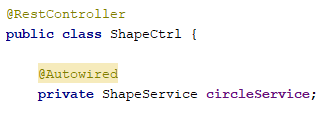 @RestController
public class ShapeCtrl {
@Autowired
private ShapeService circleService;